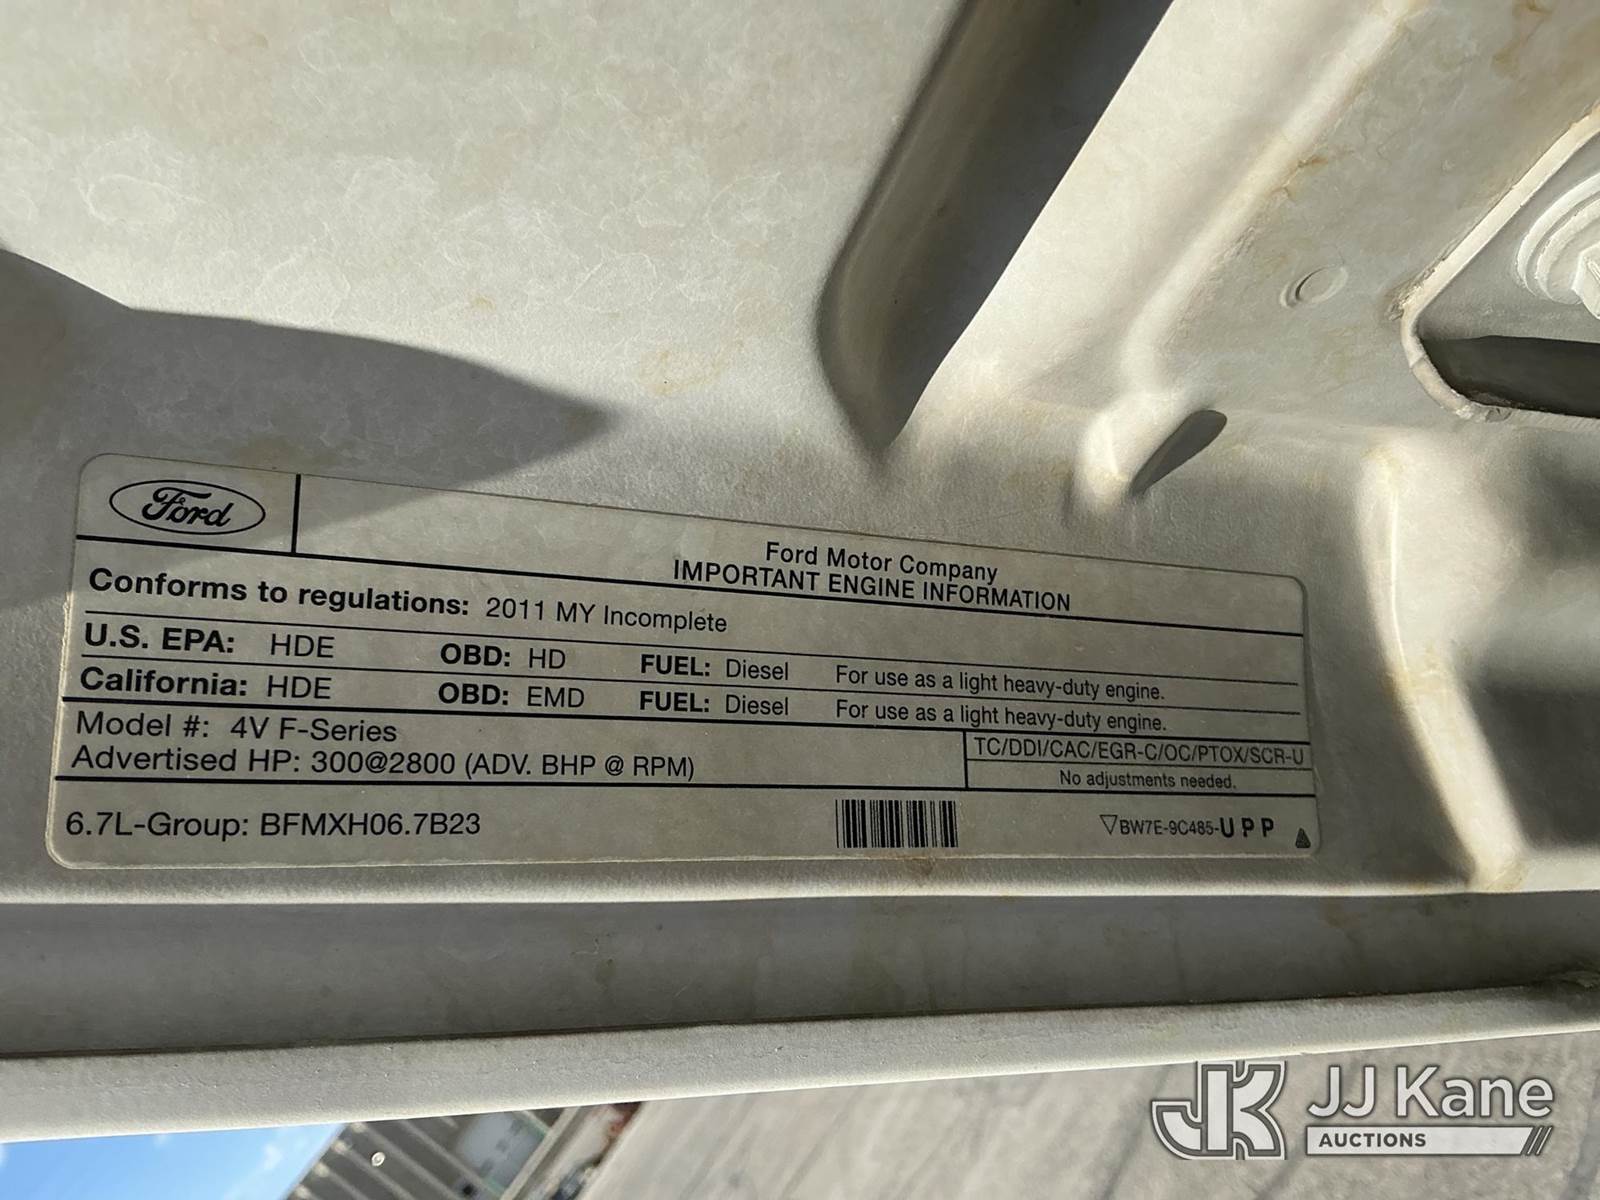 Ford
Ford Motor Company
IMPORTANT ENGINE INFORMATION
Conforms to regulations: 2011 MY Incomplete
U.S. EPA: HDE OBD: HD FUEL: Diesel For use as a light heavy-duty engine.
California: HDE OBD: EMD FUEL: Diesel For use as a light heavy-duty engine.
Model #: 4V F-Series
Advertised HP: 300@2800 (ADV. BHP @ RPM)
TC/DDI/CAC/EGR-C/OC/PTOX/SCR-U
No adjustments needed.
6.7L-Group: BFMXH06.7B23
▽BW7E-9C485-UPP
JK JJ Kane
AUCTIONS